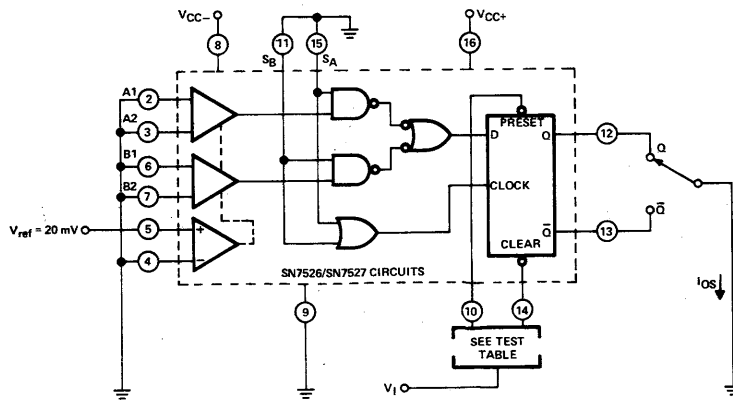 VCC−
8
11
15
SB
SA
VCC+
16
A1
2
A2
3
B1
6
B2
7
Vref = 20 mV
5
+
4
−
PRESET
D
Q
CLOCK
Q̄
CLEAR
12
Q
13
Q̄
SN7526/SN7527 CIRCUITS
9
10
14
IOS
SEE TEST
TABLE
VI